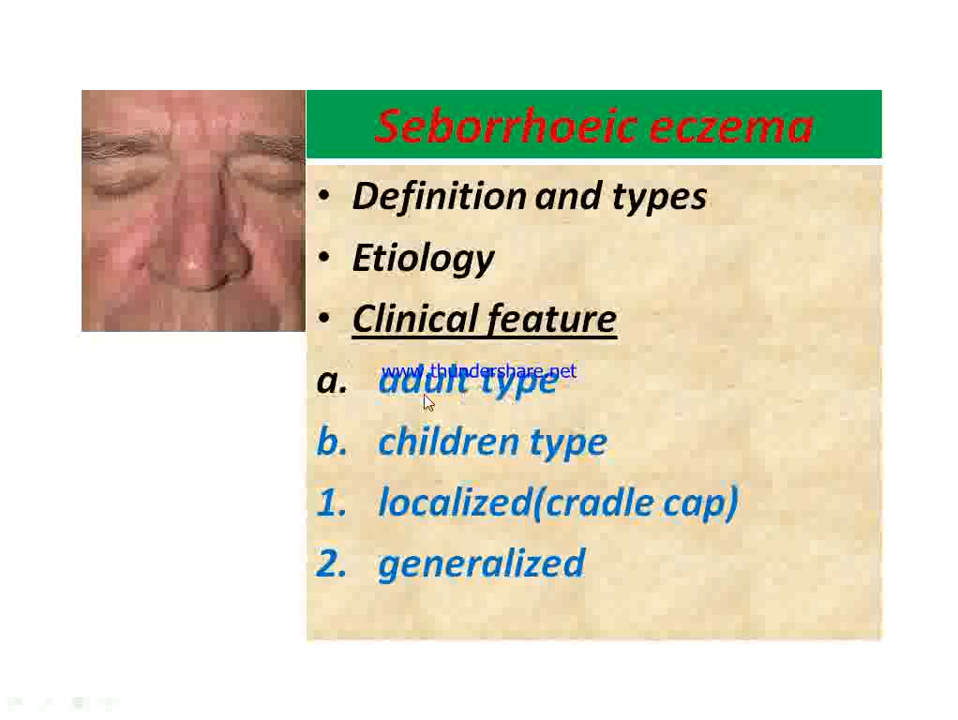 Seborrhoeic eczema
• Definition and types
• Etiology
• Clinical feature
a. adult type
www.thundershare.net
b. children type
1. localized(cradle cap)
2. generalized